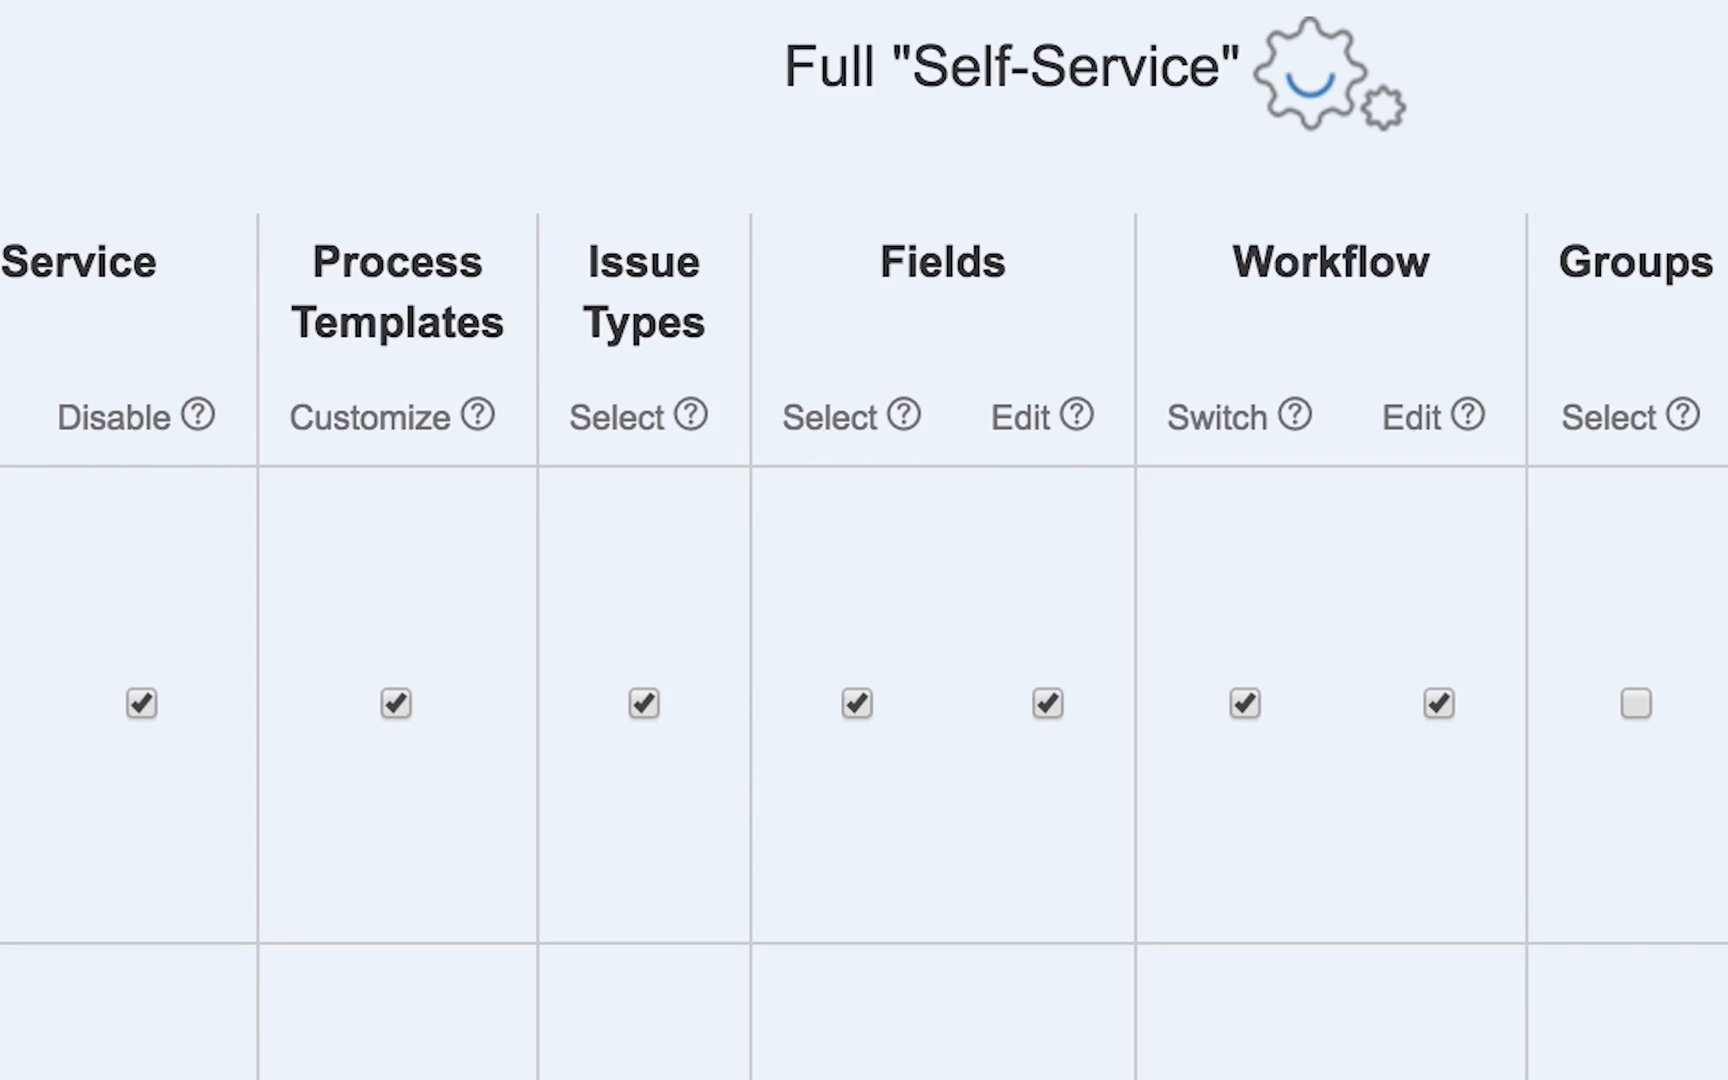 Full "Self-Service"
Service
Process
Templates
Issue
Types
Fields
Workflow
Groups
Disable ?
Customize ?
Select ?
Select ?
Edit ?
Switch ?
Edit ?
Select ?